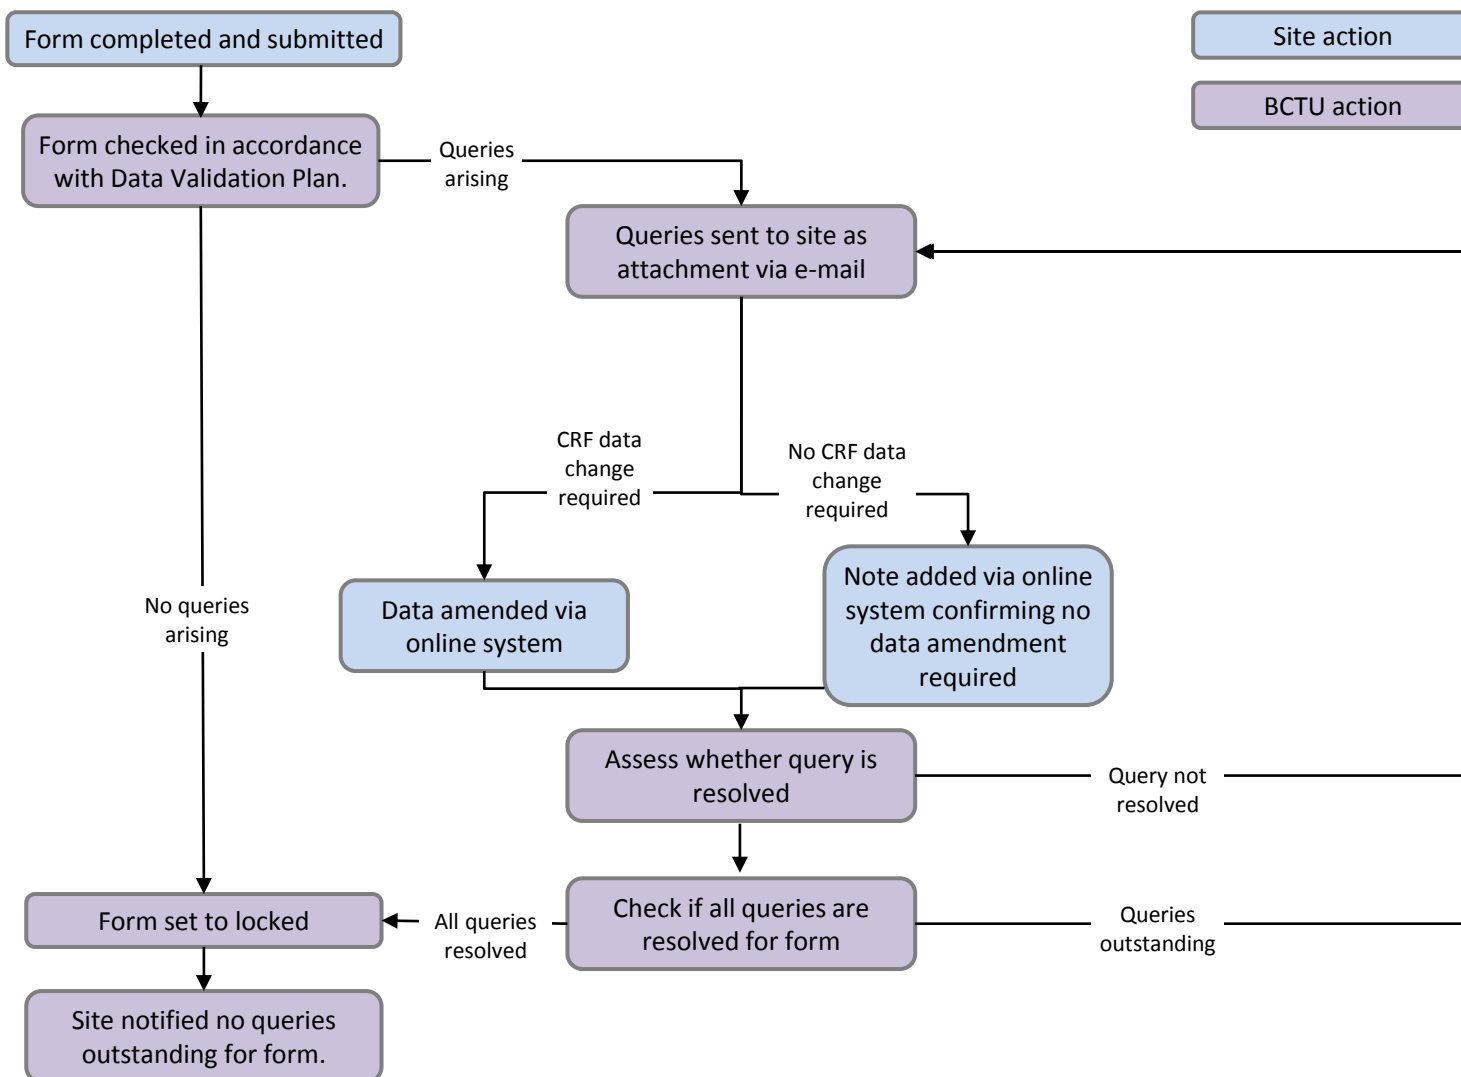 Form completed and submitted
Site action
BCTU action
Form checked in accordance
with Data Validation Plan.
Queries
arising
Queries sent to site as
attachment via e-mail
CRF data
change
required
No CRF data
change
required
Data amended via
online system
Note added via online
system confirming no
data amendment
required
No queries
arising
Assess whether query is
resolved
Query not
resolved
Form set to locked
All queries
resolved
Check if all queries are
resolved for form
Queries
outstanding
Site notified no queries
outstanding for form.